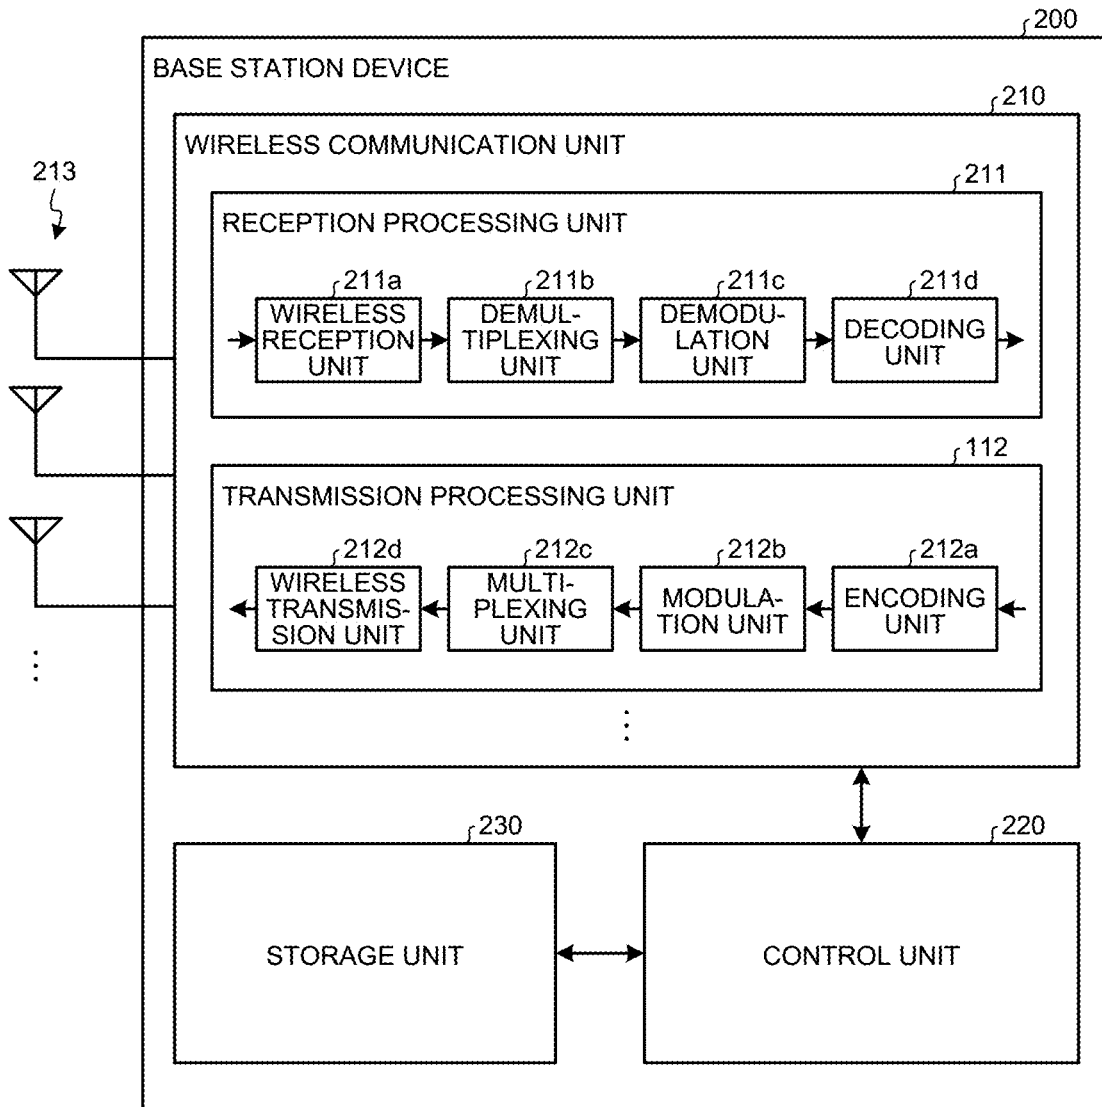 200
BASE STATION DEVICE
210
WIRELESS COMMUNICATION UNIT
213
211
RECEPTION PROCESSING UNIT
211a
211b
211c
211d
WIRELESS
RECEPTION
UNIT
DEMUL-
TIPLEXING
UNIT
DEMODU-
LATION
UNIT
DECODING
UNIT
112
TRANSMISSION PROCESSING UNIT
212d
212c
212b
212a
WIRELESS
TRANSMIS-
SION UNIT
MULTI-
PLEXING
UNIT
MODULA-
TION UNIT
ENCODING
UNIT
230
220
STORAGE UNIT
CONTROL UNIT